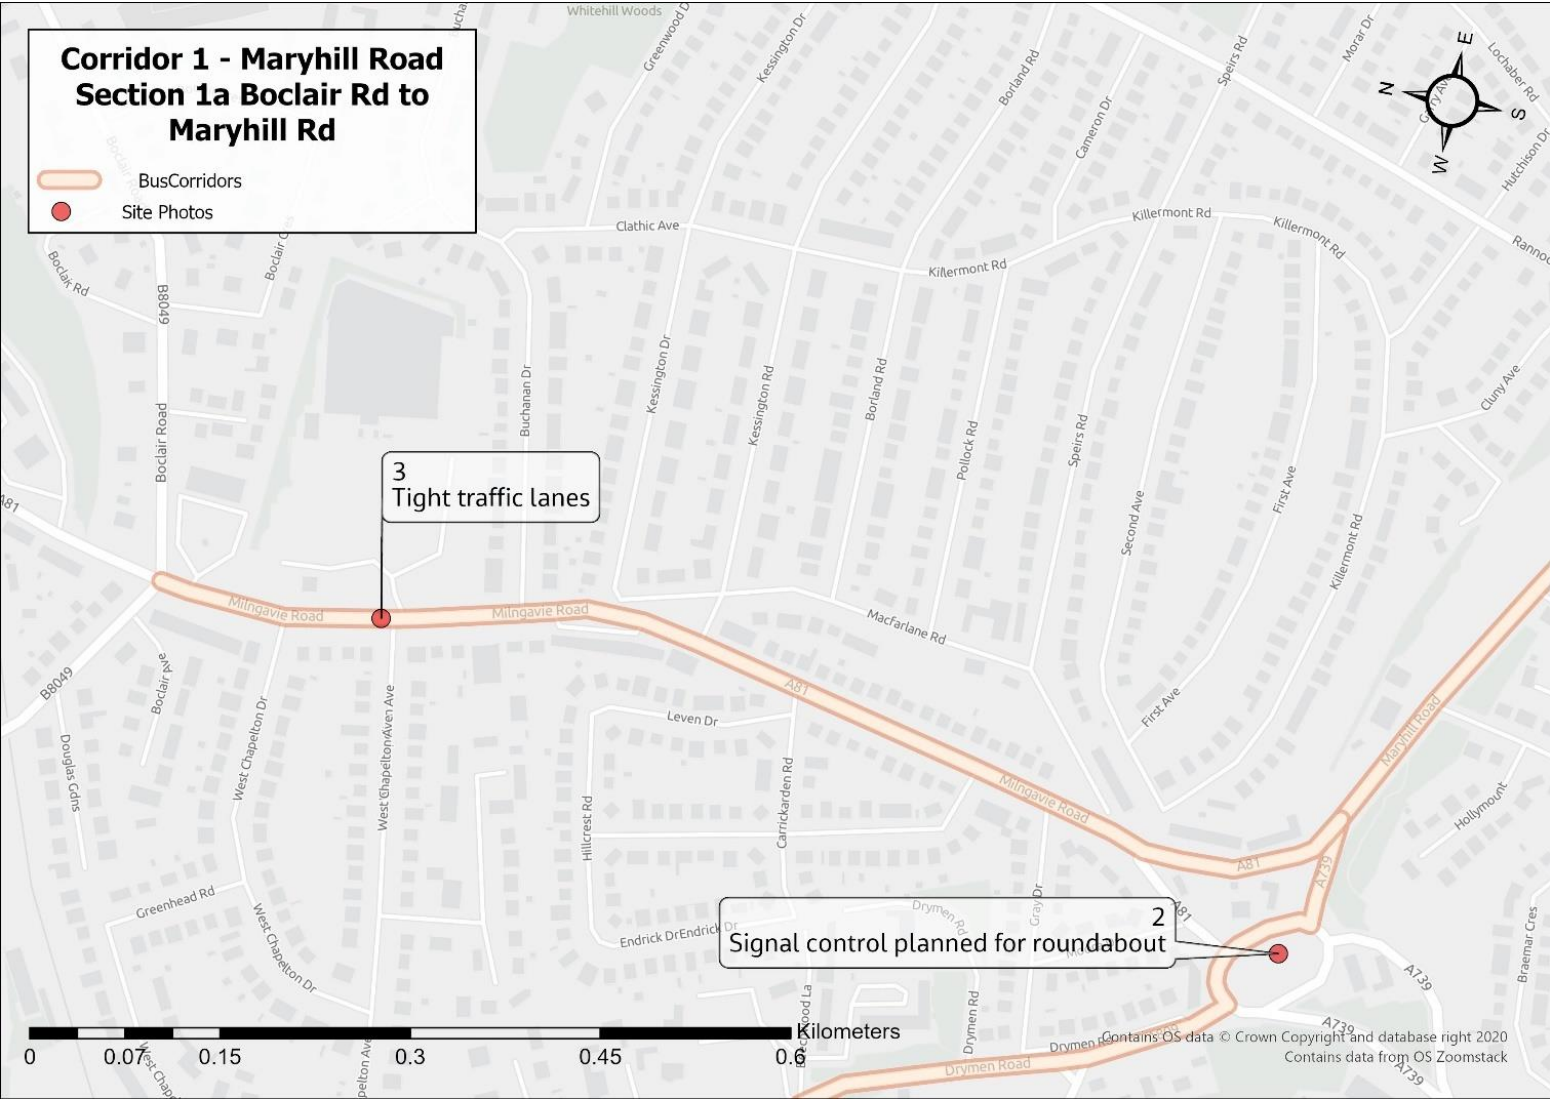 Whitehill Woods
Corridor 1 - Maryhill Road
Section 1a Boclair Rd to
Maryhill Rd
BusCorridors
Site Photos
Greenwood D
Kessington Dr
Borland Rd
Cameron Dr
Speirs Rd
Morar Dr
Lochaber Rd
Hutchison Dr
N
E
S
W
Clathic Ave
Killermont Rd
Killermont Rd
Killermont Rd
Boclair Rd
B8049
Kessington Dr
Kessington Rd
Borland Rd
Buchanan Dr
Boclair Road
Pollock Rd
Speirs Rd
Second Ave
First Ave
Killermont Rd
Cluny Ave
A81
3
Tight traffic lanes
Milngavie Road
Milngavie Road
MacFarlane Rd
B8049
Boclair Ave
A81
First Ave
Leven Dr
Douglas Gdns
West Chapelton Dr
West Chapelton Ave
Hillcrest Rd
Carrickarden Rd
Milngavie Road
Maryhill Road
Hollymount
A81
A739
Greenhead Rd
West Chapelton Dr
Endrick Dr
Endrick Dr
Drymen Rd
Gray Dr
A81
2
Signal control planned for roundabout
Braemar Cres
A739
Drymen Rd
A739
Drymen Road
A739
Kilometers
0
0.07
0.15
0.3
0.45
0.6
Contains OS data © Crown Copyright and database right 2020
Contains data from OS Zoomstack